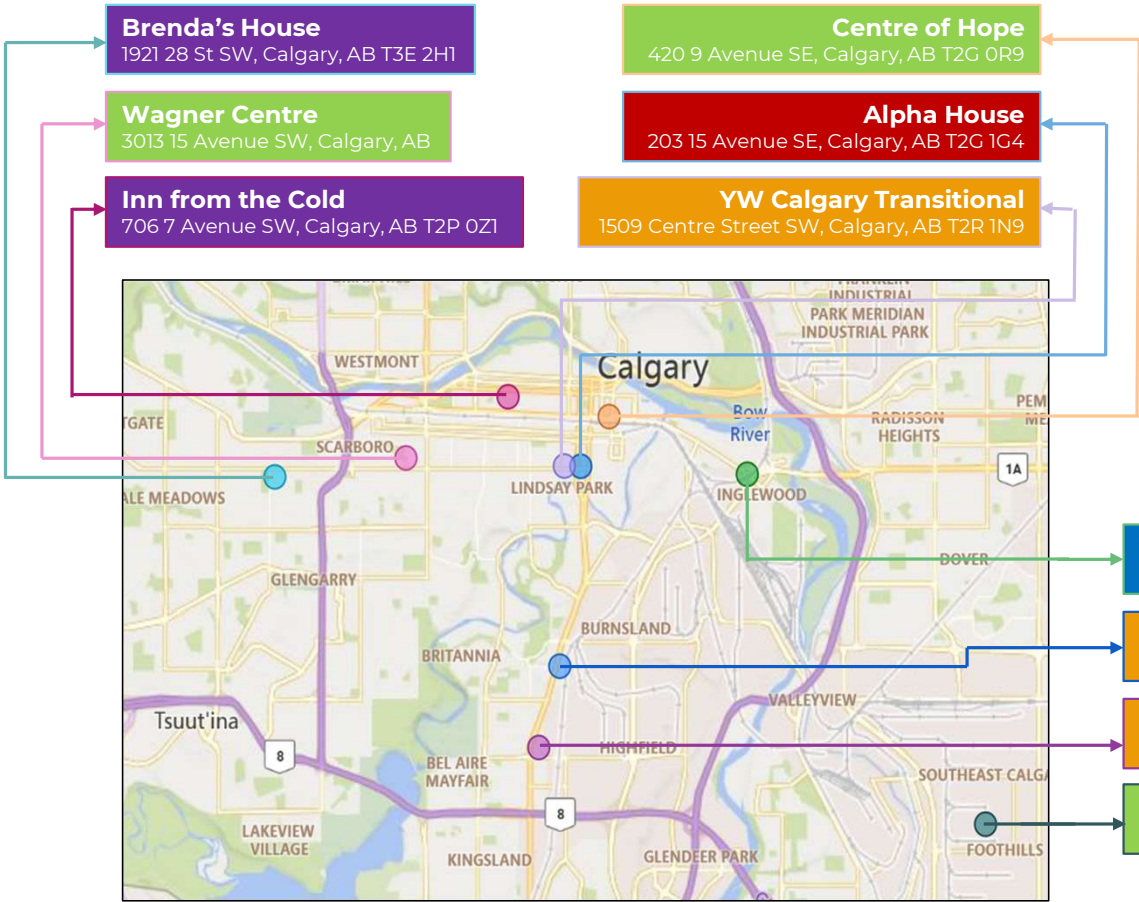 Brenda’s House
1921 28 St SW, Calgary, AB T3E 2H1
Wagner Centre
3013 15 Avenue SW, Calgary, AB
Inn from the Cold
706 7 Avenue SW, Calgary, AB T2P 0Z1
Centre of Hope
420 9 Avenue SE, Calgary, AB T2G 0R9
Alpha House
203 15 Avenue SE, Calgary, AB T2G 1G4
YW Calgary Transitional
1509 Centre Street SW, Calgary, AB T2R 1N9
INDUSTRIAL
PARK MERIDIAN
INDUSTRIAL PARK
WESTMONT
Calgary
Bow
River
RADISSON
HEIGHTS
TGATE
SCARBORO
1A
ALE MEADOWS
LINDSAY PARK
INGLEWOOD
DOVER
GLENGARRY
BURNSLAND
BRITANNIA
VALLEYVIEW
Tsuut'ina
8
HIGHFIELD
BEL AIRE
MAYFAIR
SOUTHEAST CALGA
8
LAKEVIEW
VILLAGE
KINGSLAND
GLENDEER PARK
FOOTHILLS